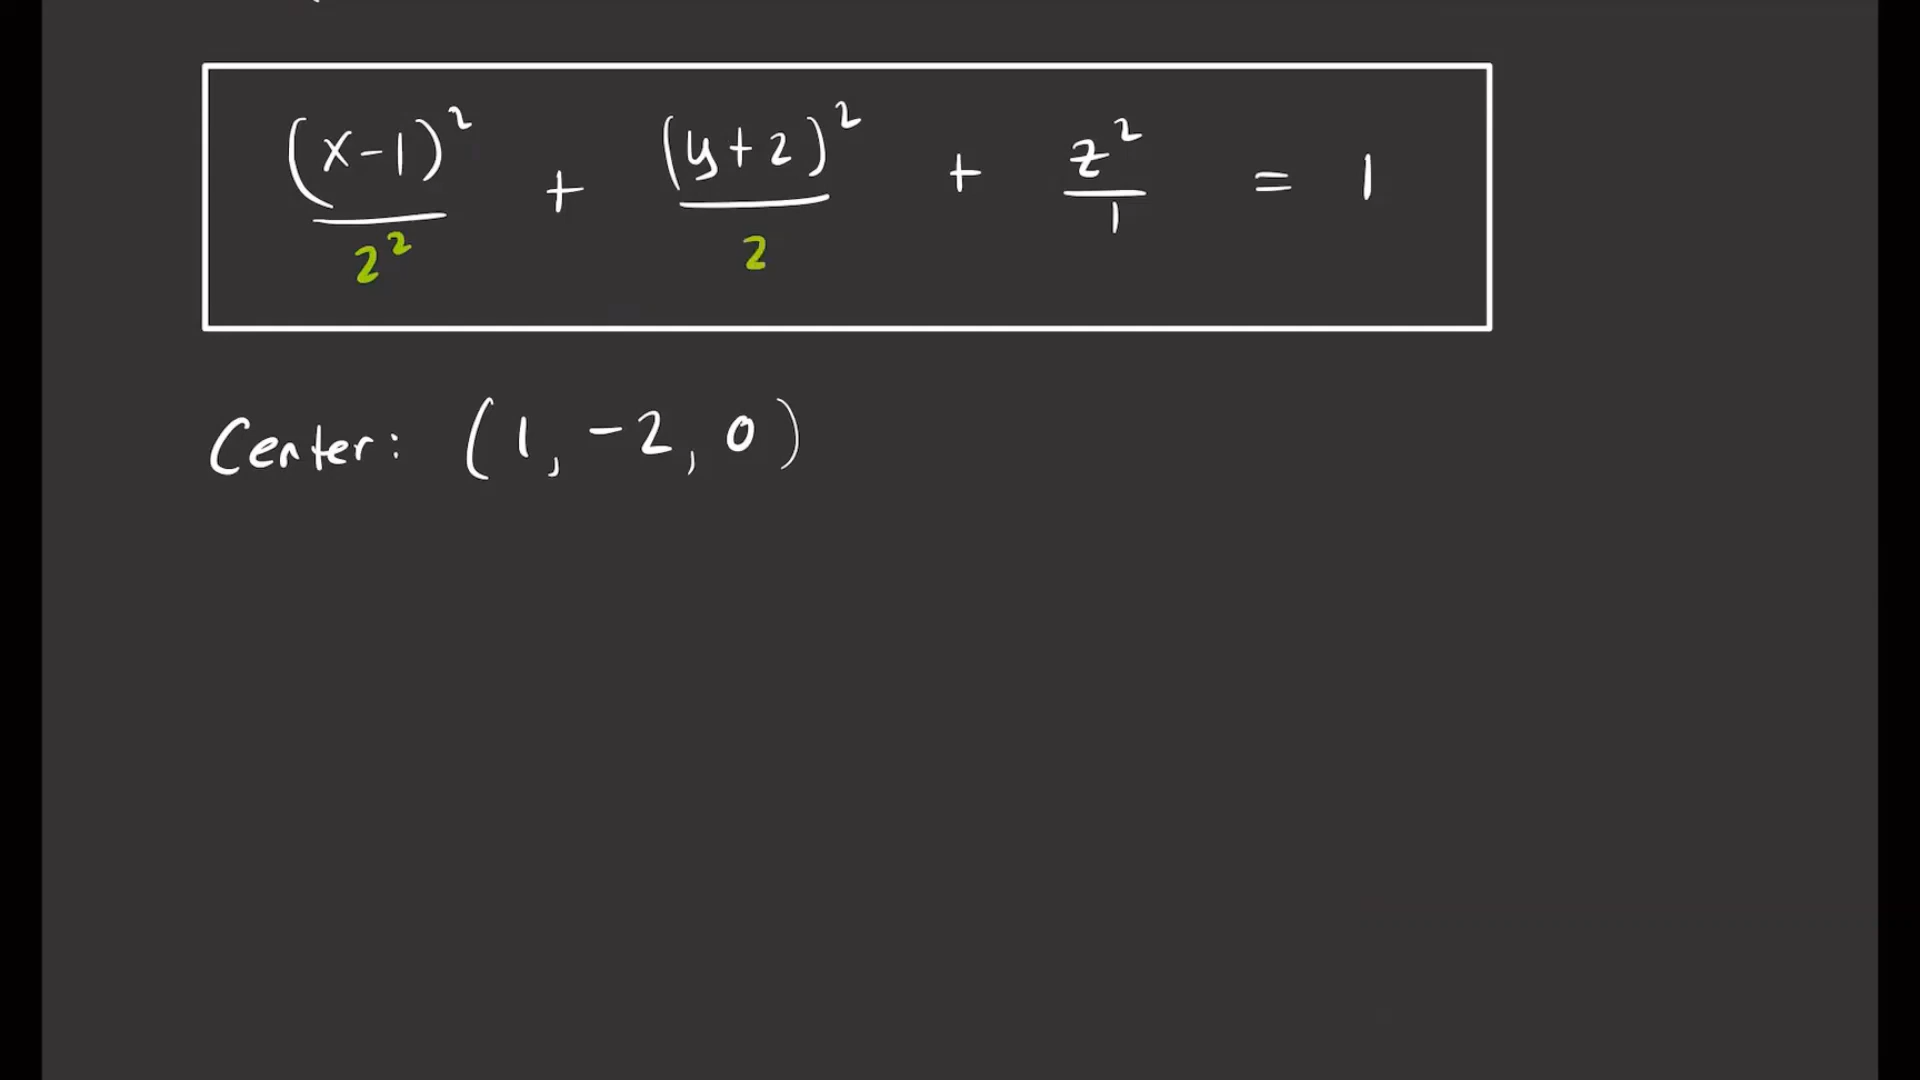 (x-1)²/2² + (y+2)²/2 + z²/1 = 1
Center: (1, -2, 0)